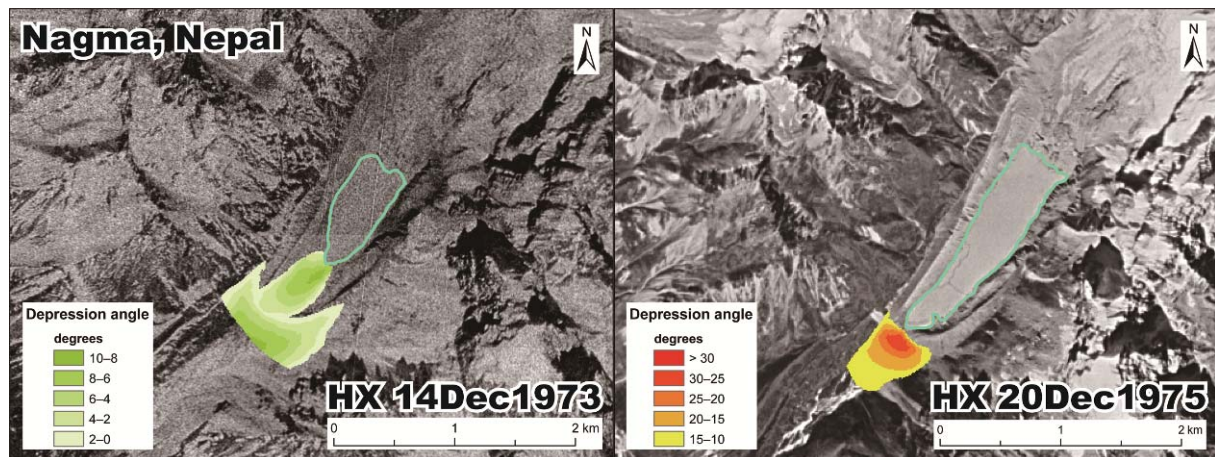 Nagma, Nepal
N
Depression angle
degrees
10–8
8–6
6–4
4–2
2–0
HX 14Dec1973
0 1 2 km
N
Depression angle
degrees
> 30
30–25
25–20
20–15
15–10
HX 20Dec1975
0 1 2 km